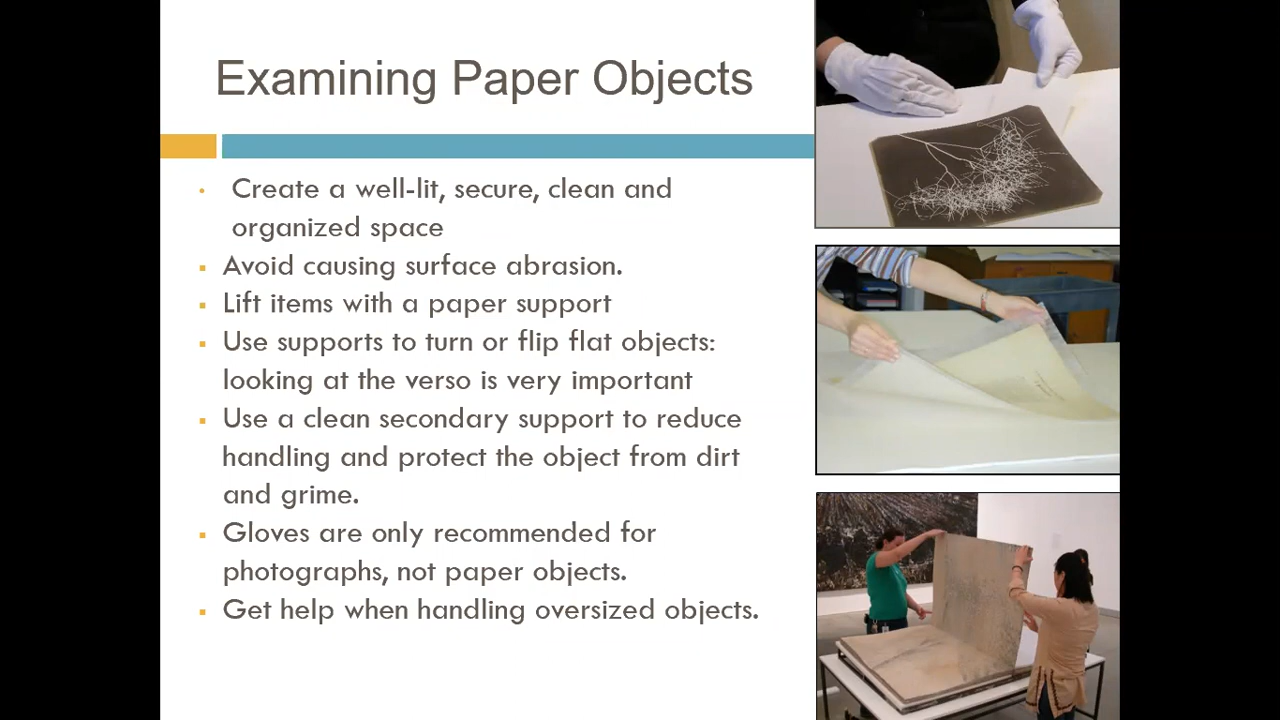 Examining Paper Objects
• Create a well-lit, secure, clean and
organized space
▪ Avoid causing surface abrasion.
▪ Lift items with a paper support
▪ Use supports to turn or flip flat objects:
looking at the verso is very important
▪ Use a clean secondary support to reduce
handling and protect the object from dirt
and grime.
▪ Gloves are only recommended for
photographs, not paper objects.
▪ Get help when handling oversized objects.